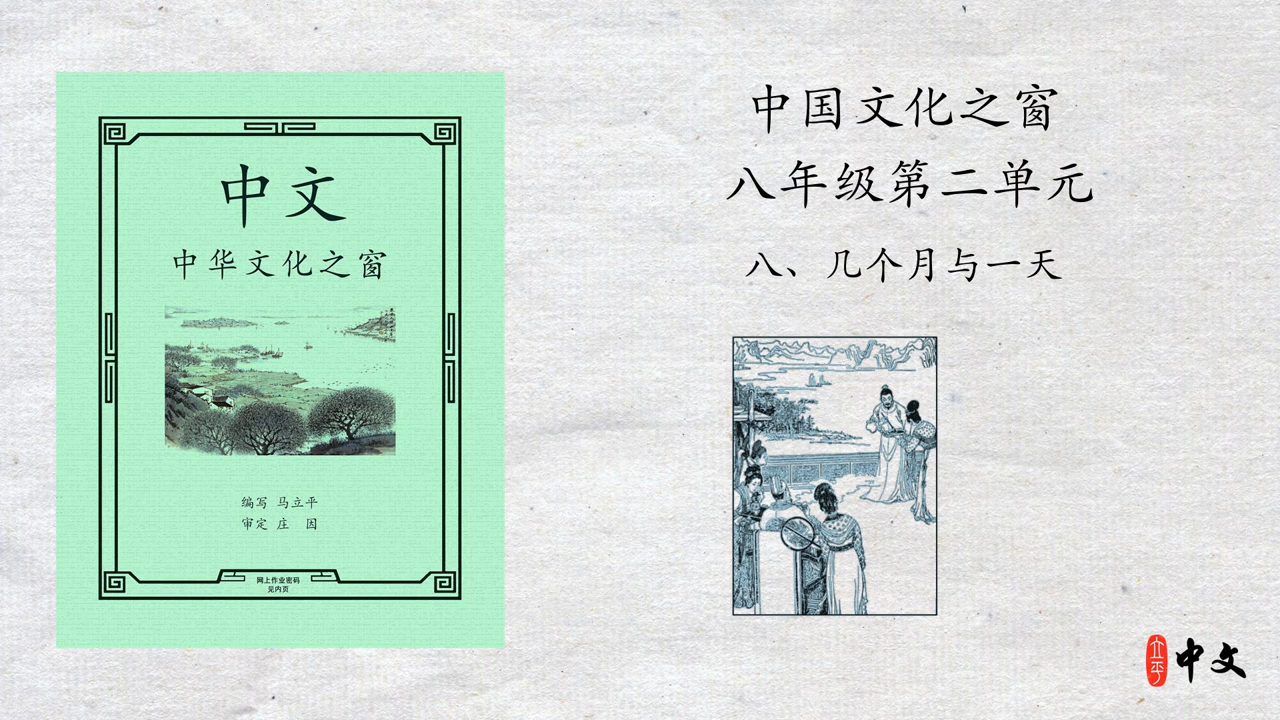 中文
中华文化之窗
编写 马立平
审定 庄 因
网上作业密码
见内页
中国文化之窗
八年级第二单元
八、几个月与一天
立平
中文